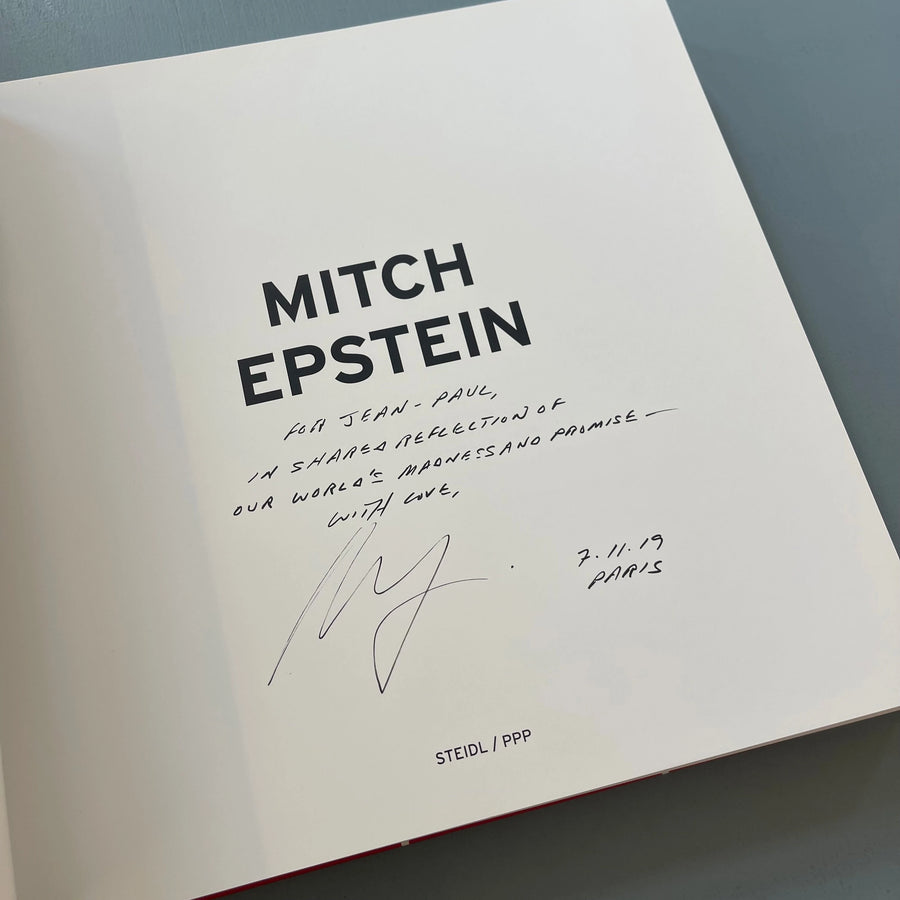 MITCH
EPSTEIN
FOR JEAN-PAUL,
IN SHARED REFLECTION OF
OUR WORLD'S MADNESS AND PROMISE—
WITH LOVE,
7.11.19
PARIS
STEIDL / PPP